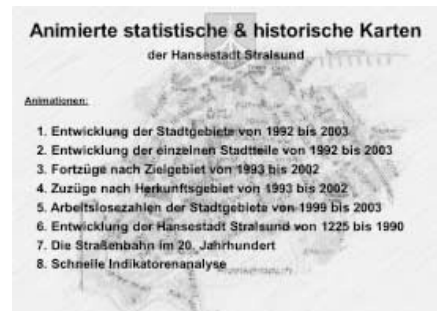 Animierte statistische & historische Karten
der Hansestadt Stralsund
Animationen:
1. Entwicklung der Stadtgebiete von 1992 bis 2003
2. Entwicklung der einzelnen Stadtteile von 1992 bis 2003
3. Fortzüge nach Zielgebiet von 1993 bis 2002
4. Zuzüge nach Herkunftsgebiet von 1993 bis 2002
5. Arbeitslosezahlen der Stadtgebiete von 1999 bis 2003
6. Entwicklung der Hansestadt Stralsund von 1225 bis 1990
7. Die Straßenbahn im 20. Jahrhundert
8. Schnelle Indikatorenanalyse